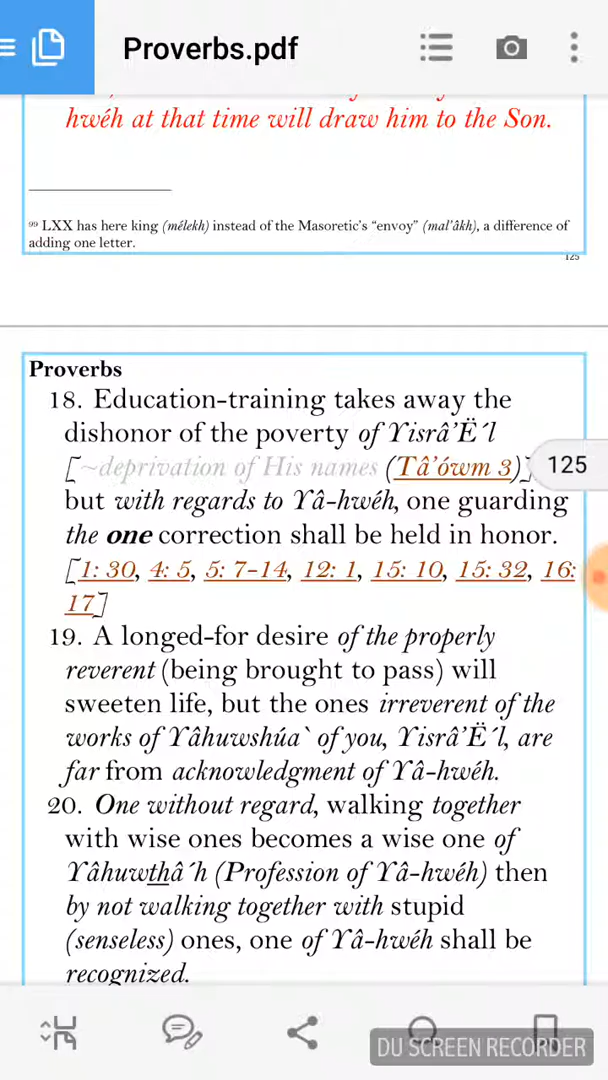 Proverbs.pdf
hwéh at that time will draw him to the Son.
99 LXX has here king (mélekh) instead of the Masoretic's “envoy” (mal'âkh), a difference of
adding one letter.
125
Proverbs
18. Education-training takes away the
dishonor of the poverty of Yisrâ’Ë´l
[~deprivation of His names (Tâ’ówm 3)]
125
but with regards to Yâ-hwéh, one guarding
the one correction shall be held in honor.
[1: 30, 4: 5, 5: 7-14, 12: 1, 15: 10, 15: 32, 16:
17]
19. A longed-for desire of the properly
reverent (being brought to pass) will
sweeten life, but the ones irreverent of the
works of Yâhuwshúa` of you, Yisrâ’Ë´l, are
far from acknowledgment of Yâ-hwéh.
20. One without regard, walking together
with wise ones becomes a wise one of
Yâhuwthâ´h (Profession of Yâ-hwéh) then
by not walking together with stupid
(senseless) ones, one of Yâ-hwéh shall be
recognized.
DU SCREEN RECORDER